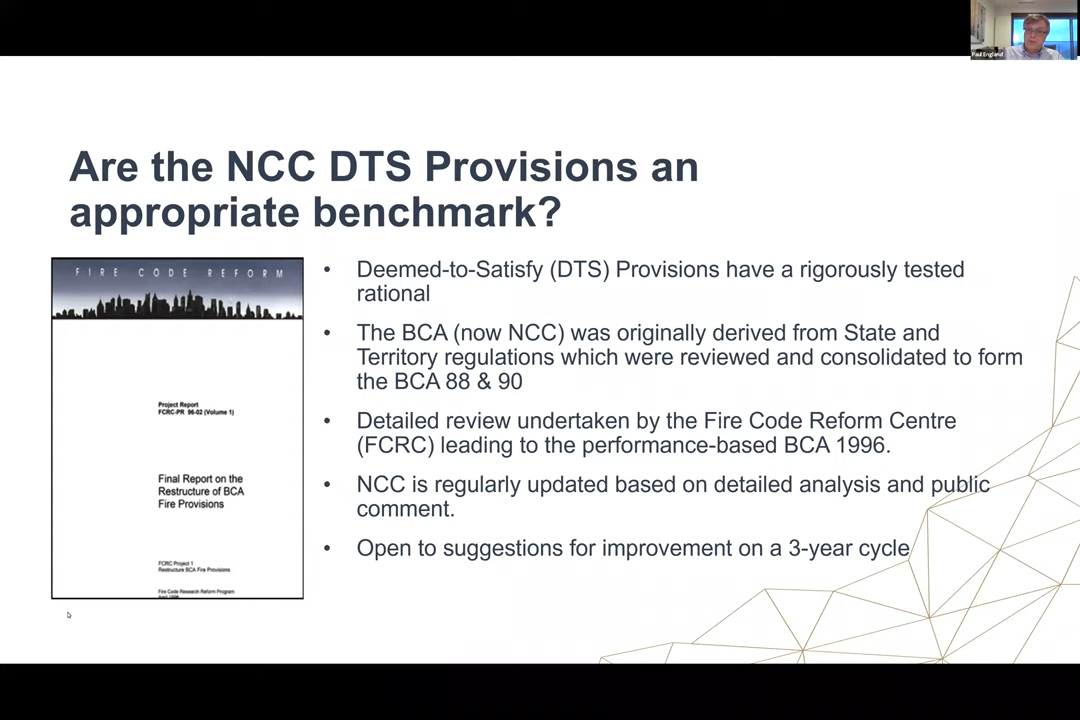 Paul England
Are the NCC DTS Provisions an
appropriate benchmark?
FIRE CODE REFORM
Project Report
FCRC-PR 96-02 (Volume 1)
Final Report on the
Restructure of BCA
Fire Provisions
FCRC Project 1
Restructure BCA Fire Provisions
Fire Code Research Reform Program
April 1996
• Deemed-to-Satisfy (DTS) Provisions have a rigorously tested
rational
• The BCA (now NCC) was originally derived from State and
Territory regulations which were reviewed and consolidated to form
the BCA 88 & 90
• Detailed review undertaken by the Fire Code Reform Centre
(FCRC) leading to the performance-based BCA 1996.
• NCC is regularly updated based on detailed analysis and public
comment.
• Open to suggestions for improvement on a 3-year cycle